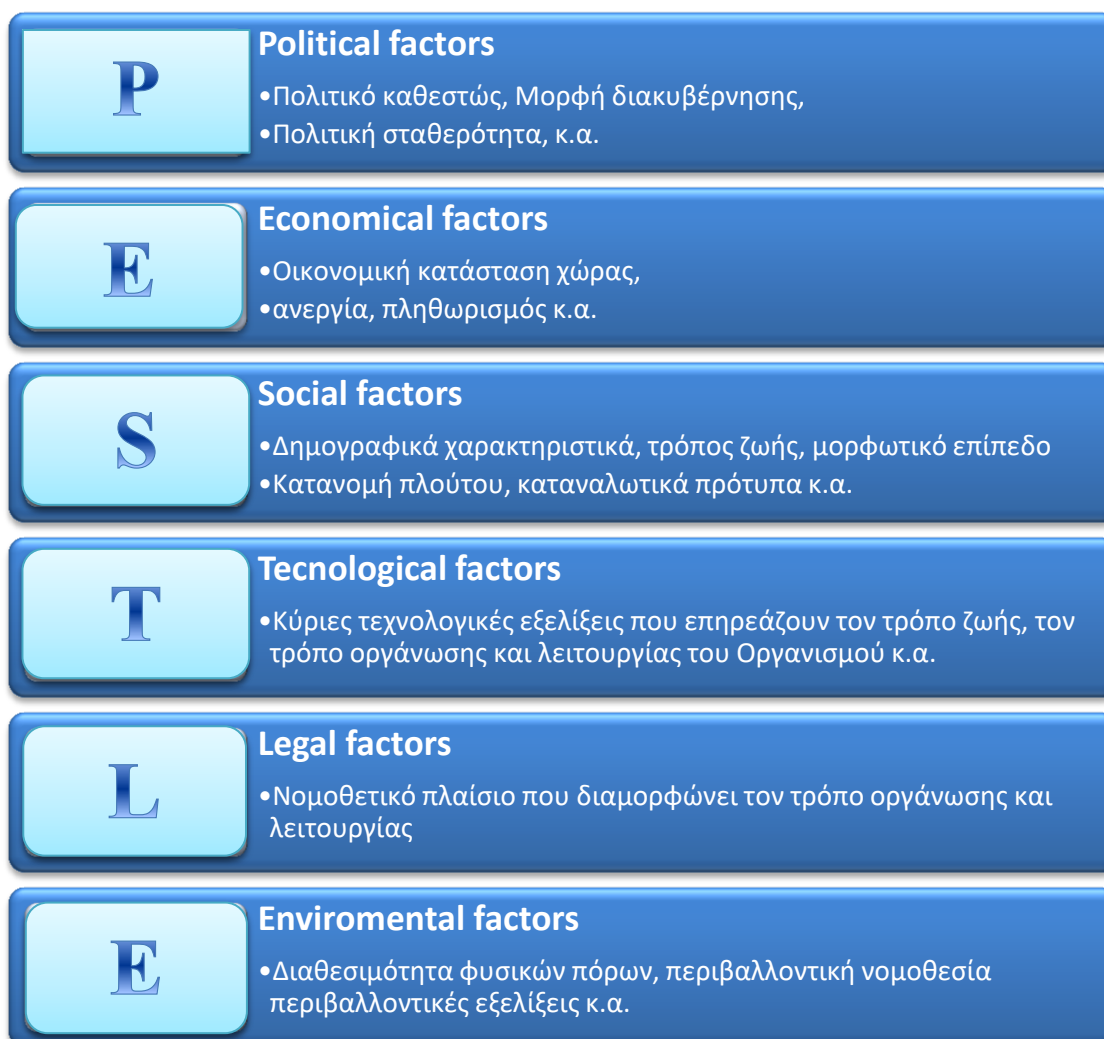 P
Political factors
•Πολιτικό καθεστώς, Μορφή διακυβέρνησης,
•Πολιτική σταθερότητα, κ.α.
E
Economical factors
•Οικονομική κατάσταση χώρας,
•ανεργία, πληθωρισμός κ.α.
S
Social factors
•Δημογραφικά χαρακτηριστικά, τρόπος ζωής, μορφωτικό επίπεδο
•Κατανομή πλούτου, καταναλωτικά πρότυπα κ.α.
T
Tecnological factors
•Κύριες τεχνολογικές εξελίξεις που επηρεάζουν τον τρόπο ζωής, τον
τρόπο οργάνωσης και λειτουργίας του Οργανισμού κ.α.
L
Legal factors
•Νομοθετικό πλαίσιο που διαμορφώνει τον τρόπο οργάνωσης και
λειτουργίας
E
Enviromental factors
•Διαθεσιμότητα φυσικών πόρων, περιβαλλοντική νομοθεσία
περιβαλλοντικές εξελίξεις κ.α.